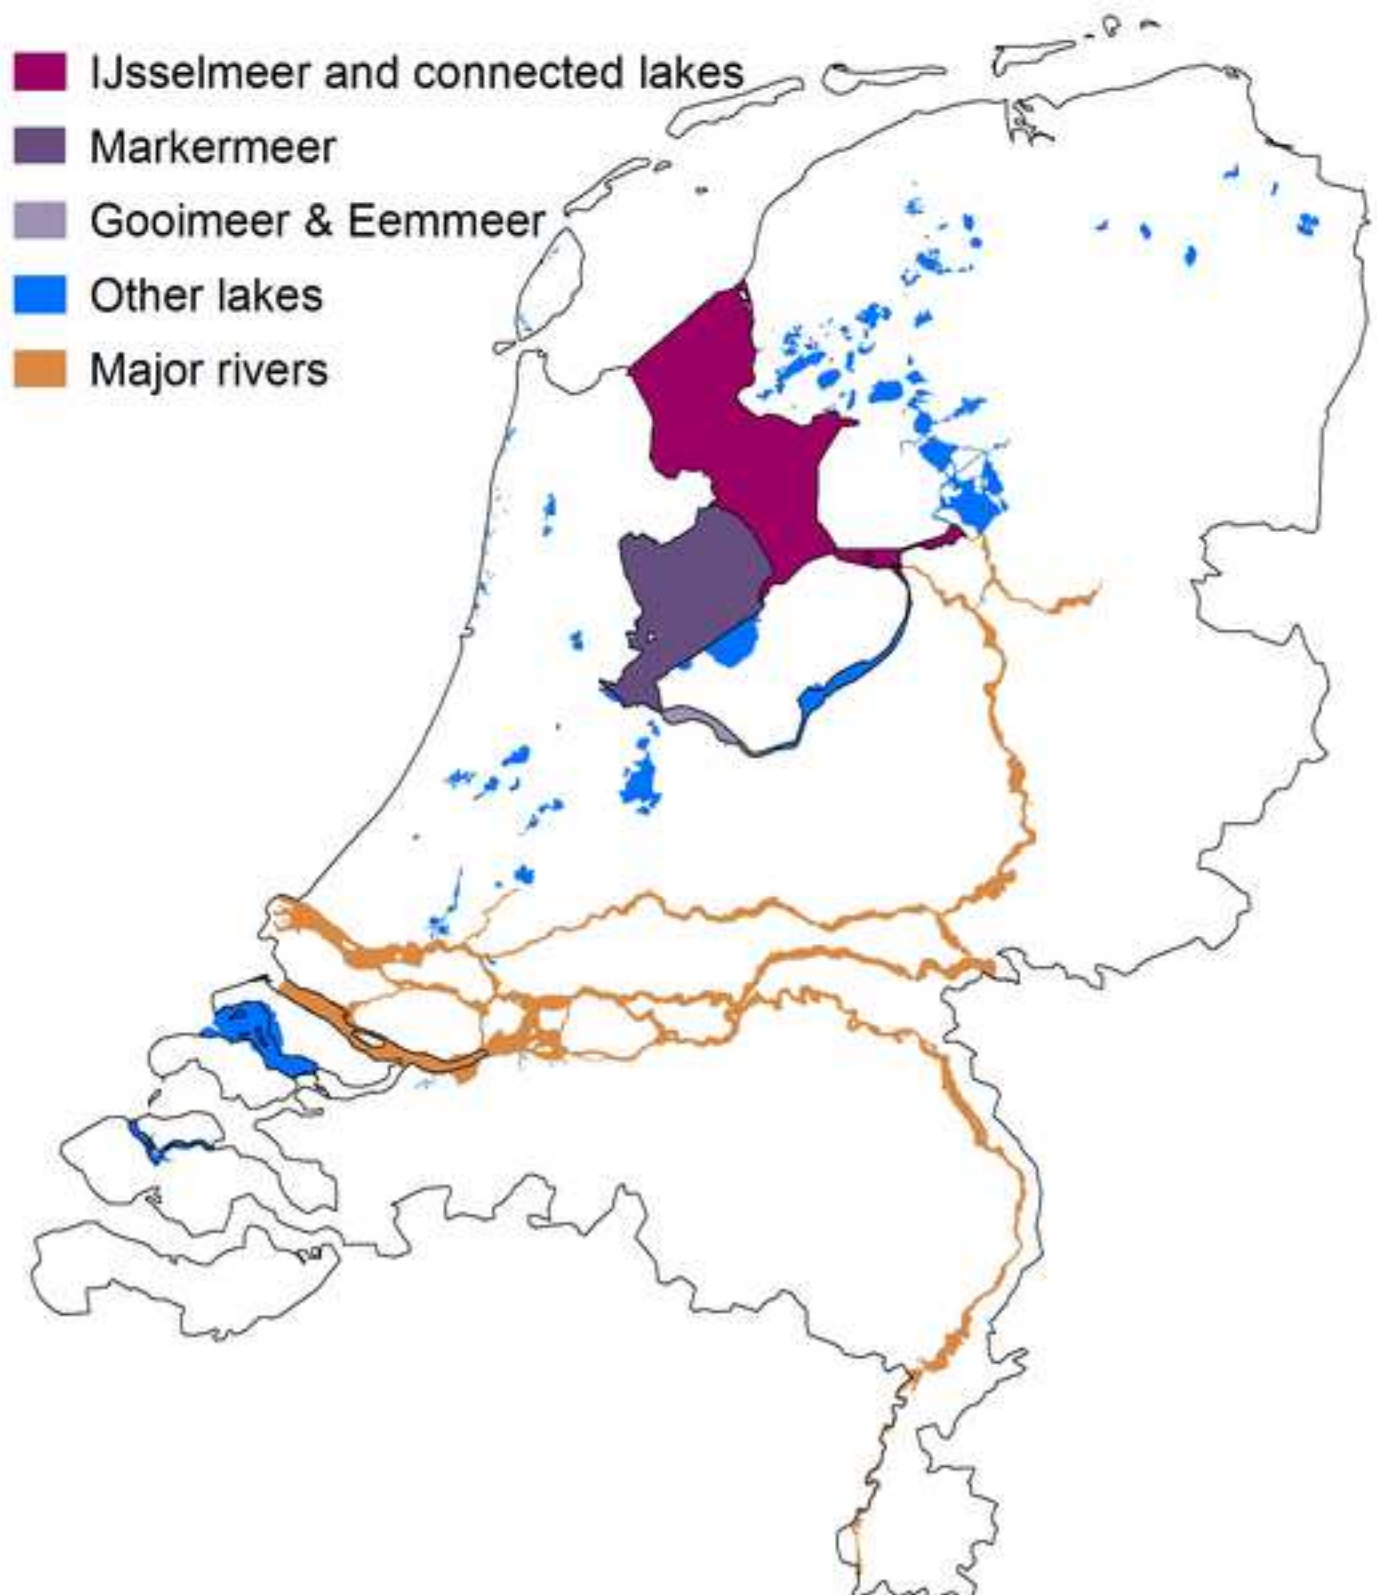 IJsselmeer and connected lakes
Markermeer
Gooimeer & Eemmeer
Other lakes
Major rivers